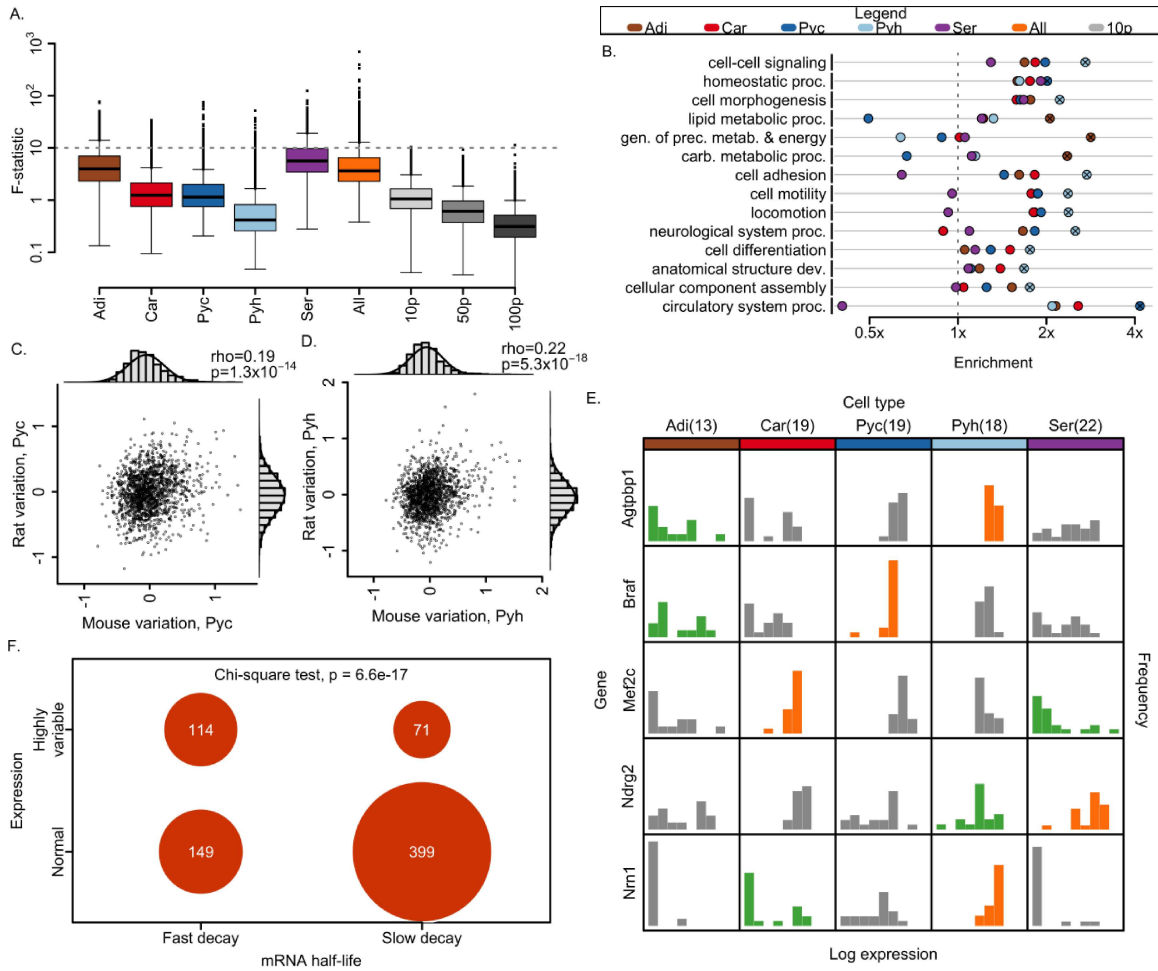 A.
F-statistic
10³
10²
10
1
0.1
Adi
Car
Pyc
Pyh
Ser
All
10p
50p
100p
Legend
Adi Car Pyc Pyh Ser All 10p
B.
cell-cell signaling
homeostatic proc.
cell morphogenesis
lipid metabolic proc.
gen. of prec. metab. & energy
carb. metabolic proc.
cell adhesion
cell motility
locomotion
neurological system proc.
cell differentiation
anatomical structure dev.
cellular component assembly
circulatory system proc.
0.5x 1x 2x 4x
Enrichment
C.
rho=0.19
p=1.3x10⁻¹⁴
Rat variation, Pyc
1
0
-1
-1 0 1
Mouse variation, Pyc
D.
rho=0.22
p=5.3x10⁻¹⁸
Rat variation, Pyh
2
1
0
-1
-1 0 1 2
Mouse variation, Pyh
E.
Cell type
Adi(13) Car(19) Pyc(19) Pyh(18) Ser(22)
Gene
Agtpbp1
Braf
Mef2c
Ndrg2
Nrn1
Frequency
Log expression
F.
Chi-square test, p = 6.6e-17
Expression
Highly
variable
Normal
114 71
149 399
Fast decay Slow decay
mRNA half-life